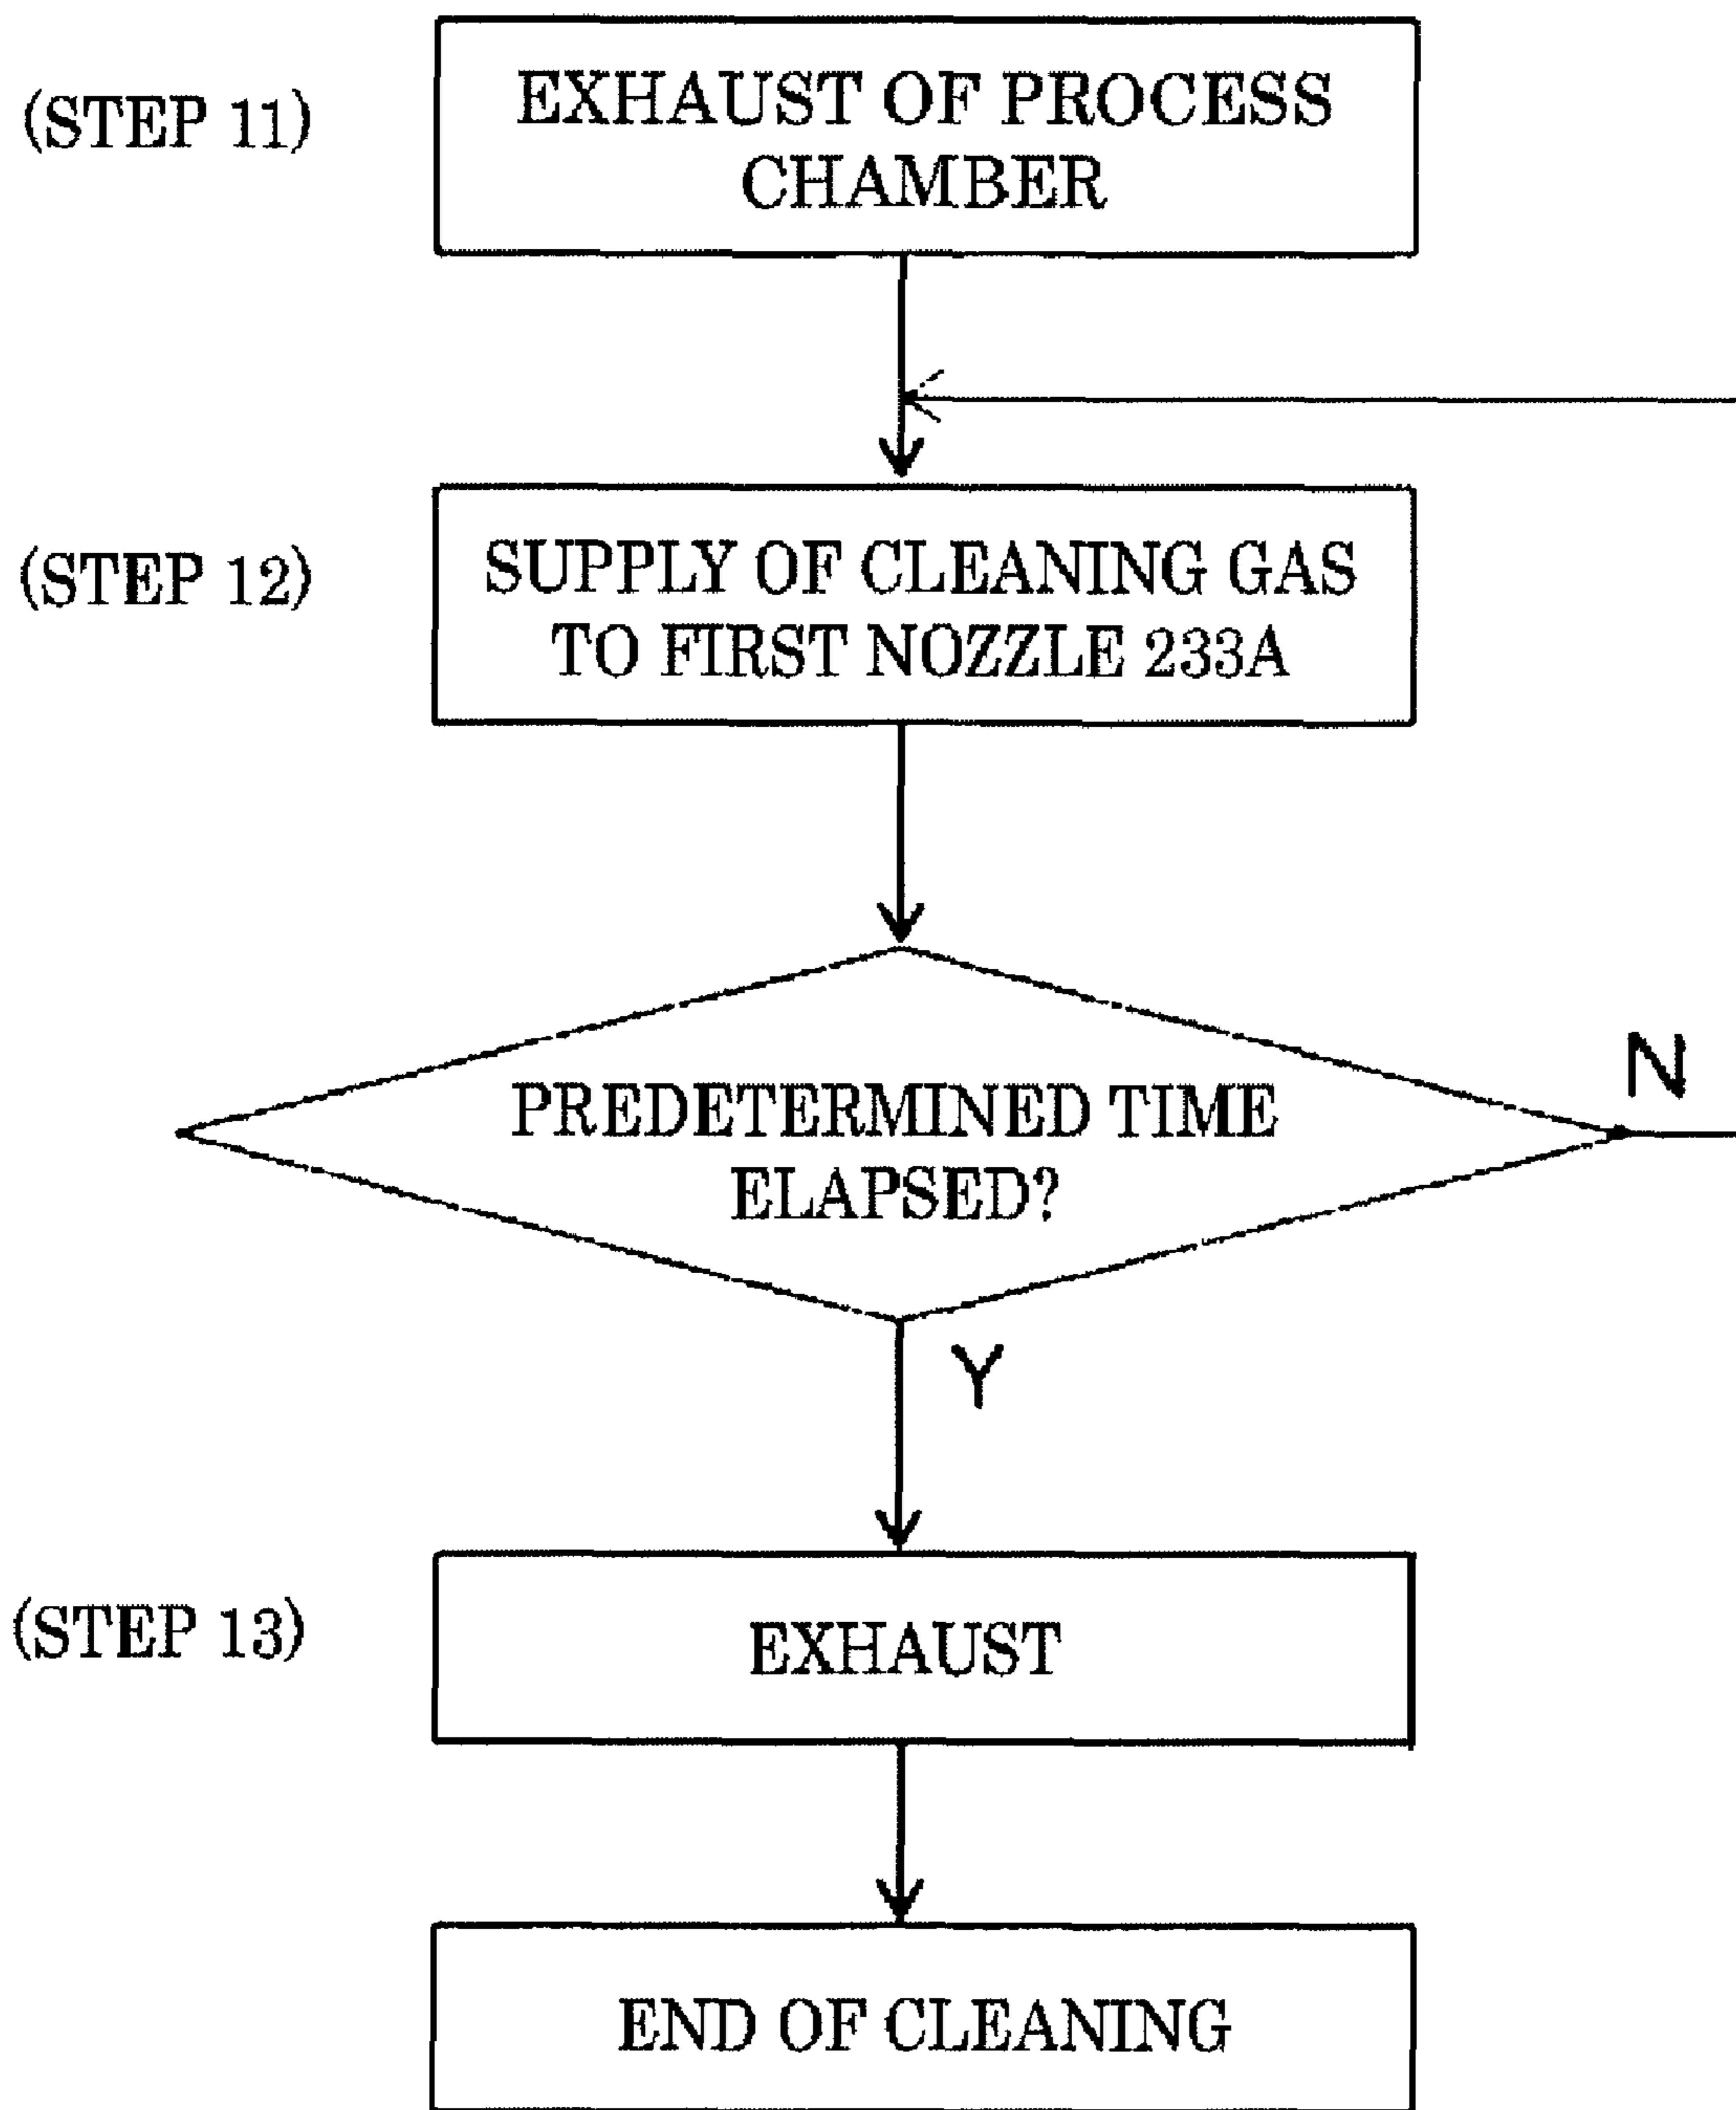 (STEP 11)
EXHAUST OF PROCESS
CHAMBER
(STEP 12)
SUPPLY OF CLEANING GAS
TO FIRST NOZZLE 233A
PREDETERMINED TIME
ELAPSED?
N
Y
(STEP 13)
EXHAUST
END OF CLEANING